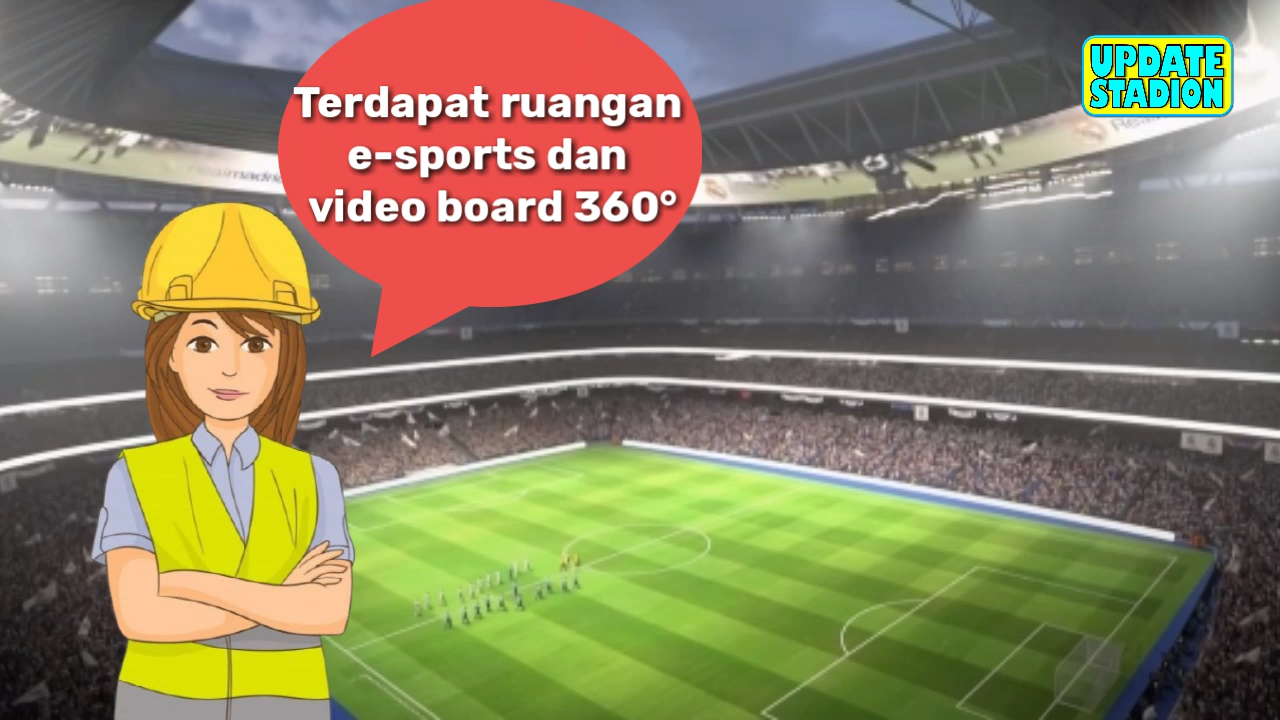 Terdapat ruangan
e-sports dan
video board 360°
UPDATE
STADION